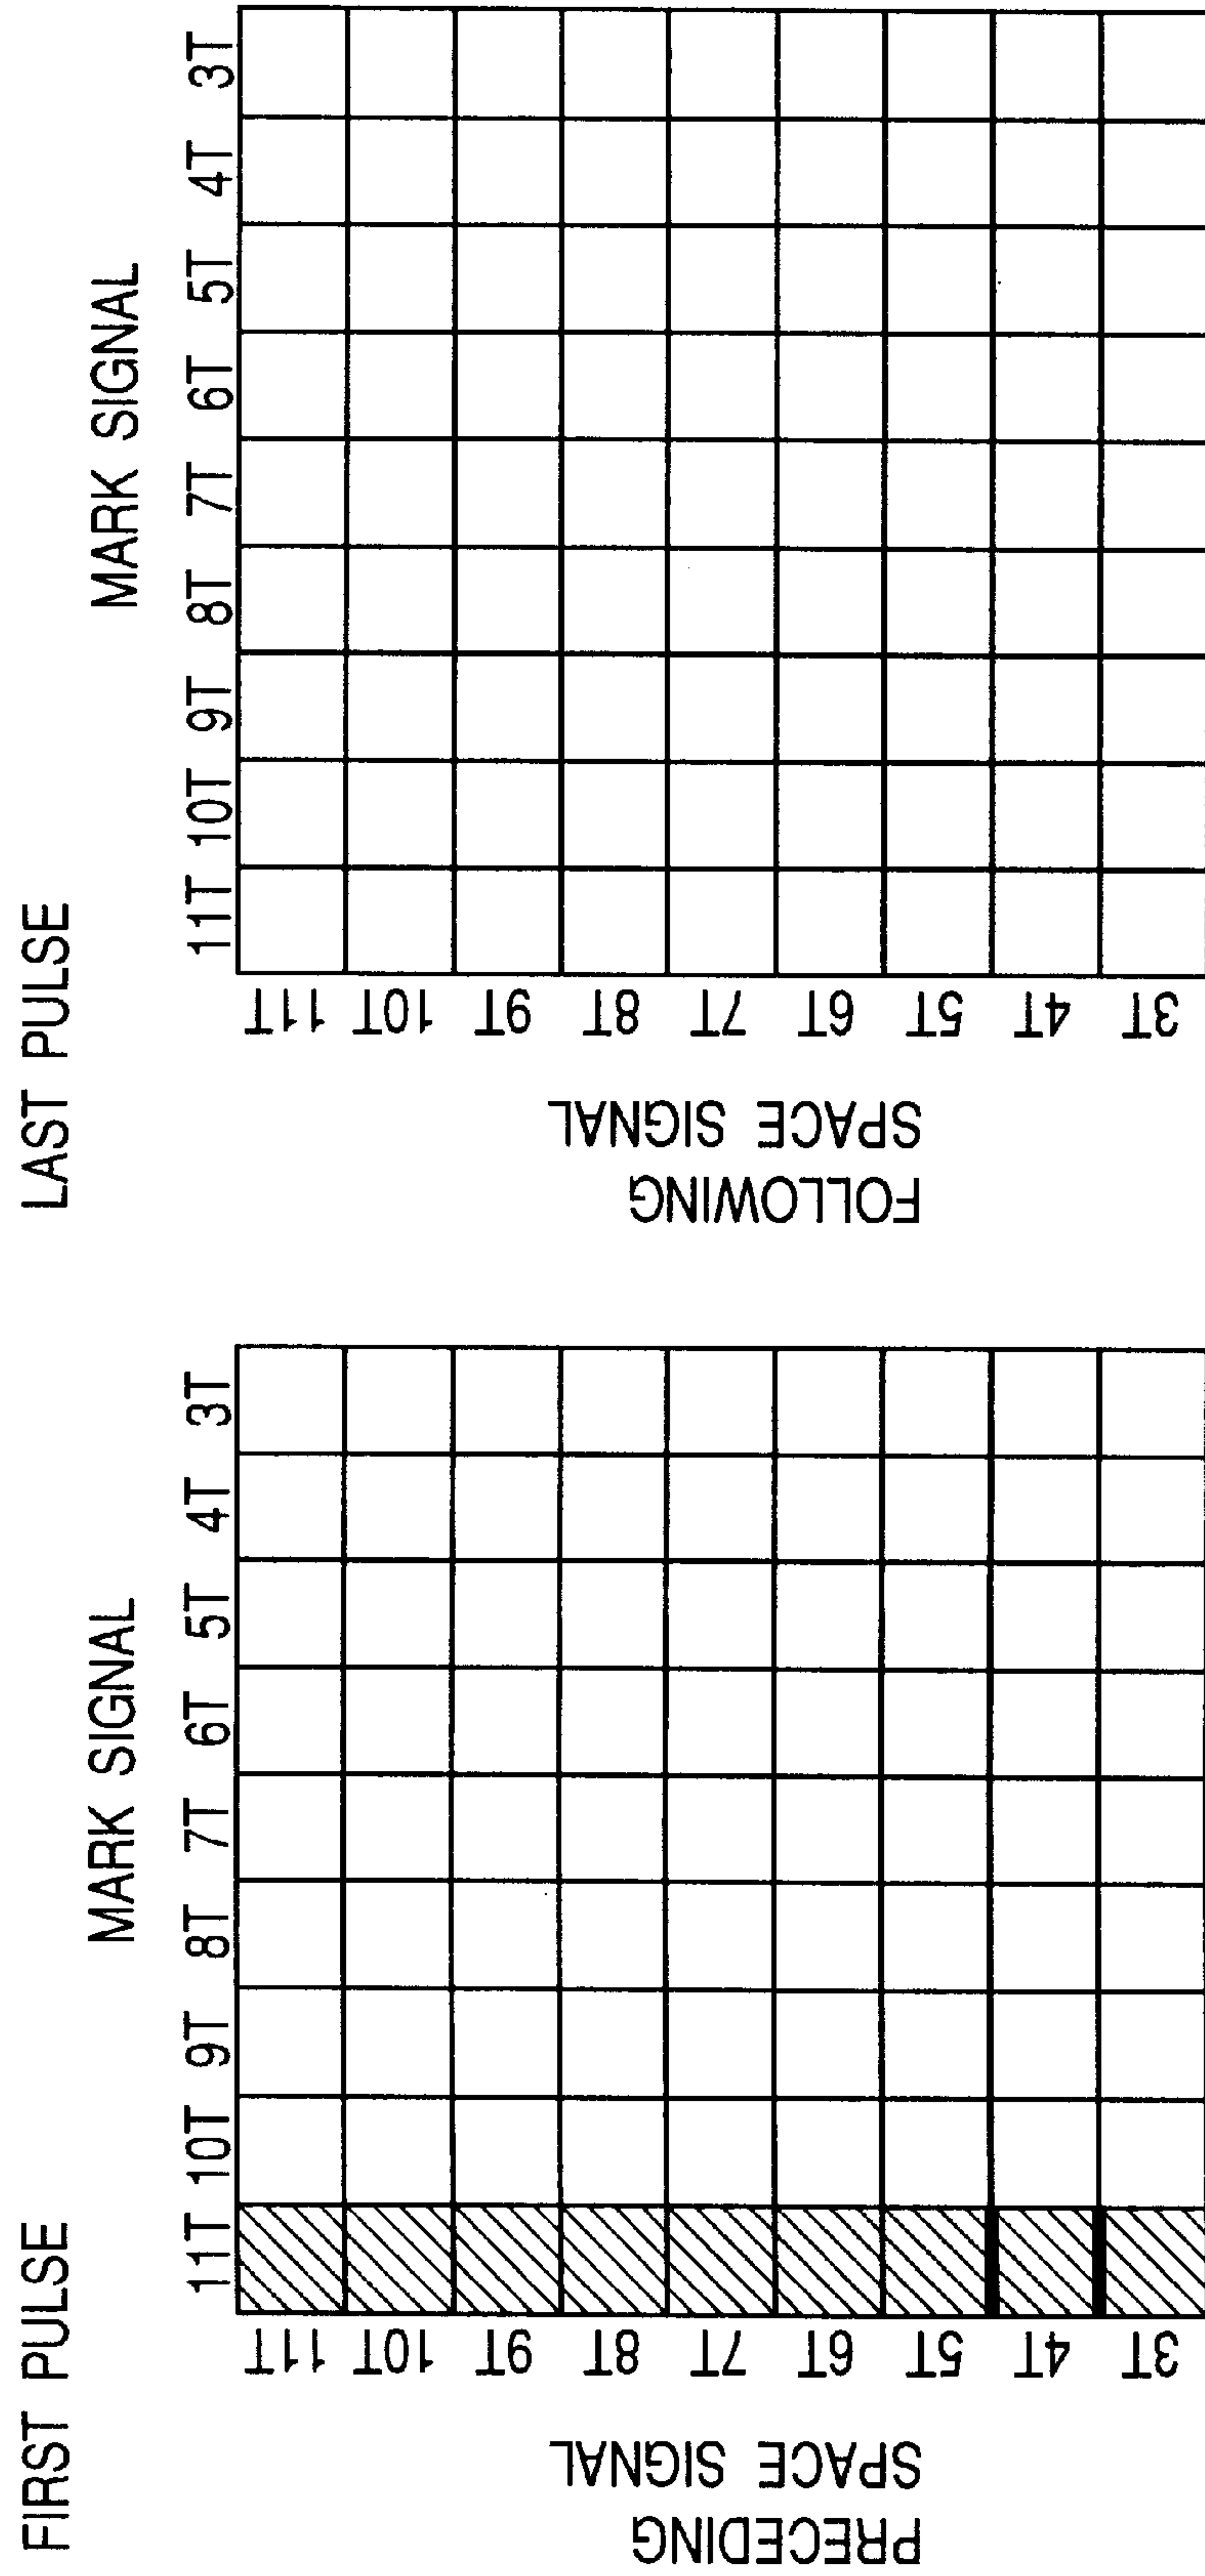 FIRST PULSE
MARK SIGNAL
11T 10T 9T 8T 7T 6T 5T 4T 3T
PRECEDING
SPACE SIGNAL
11T
10T
9T
8T
7T
6T
5T
4T
3T
LAST PULSE
MARK SIGNAL
11T 10T 9T 8T 7T 6T 5T 4T 3T
FOLLOWING
SPACE SIGNAL
11T
10T
9T
8T
7T
6T
5T
4T
3T